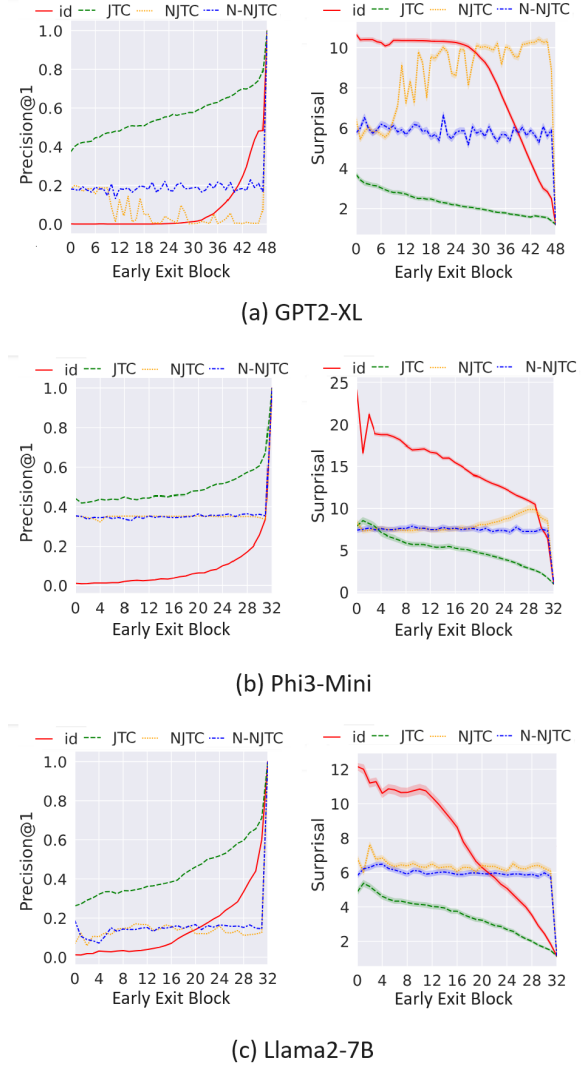 id JTC NJTC N-NJTC
1.0
0.8
0.6
0.4
0.2
0.0
Precision@1
0 6 12 18 24 30 36 42 48
Early Exit Block
id JTC NJTC N-NJTC
10
8
6
4
2
Surprisal
0 6 12 18 24 30 36 42 48
Early Exit Block
(a) GPT2-XL
id JTC NJTC N-NJTC
1.0
0.8
0.6
0.4
0.2
0.0
Precision@1
0 4 8 12 16 20 24 28 32
Early Exit Block
id JTC NJTC N-NJTC
25
20
15
10
5
0
Surprisal
0 4 8 12 16 20 24 28 32
Early Exit Block
(b) Phi3-Mini
id JTC NJTC N-NJTC
1.0
0.8
0.6
0.4
0.2
0.0
Precision@1
0 4 8 12 16 20 24 28 32
Early Exit Block
id JTC NJTC N-NJTC
12
10
8
6
4
2
Surprisal
0 4 8 12 16 20 24 28 32
Early Exit Block
(c) Llama2-7B